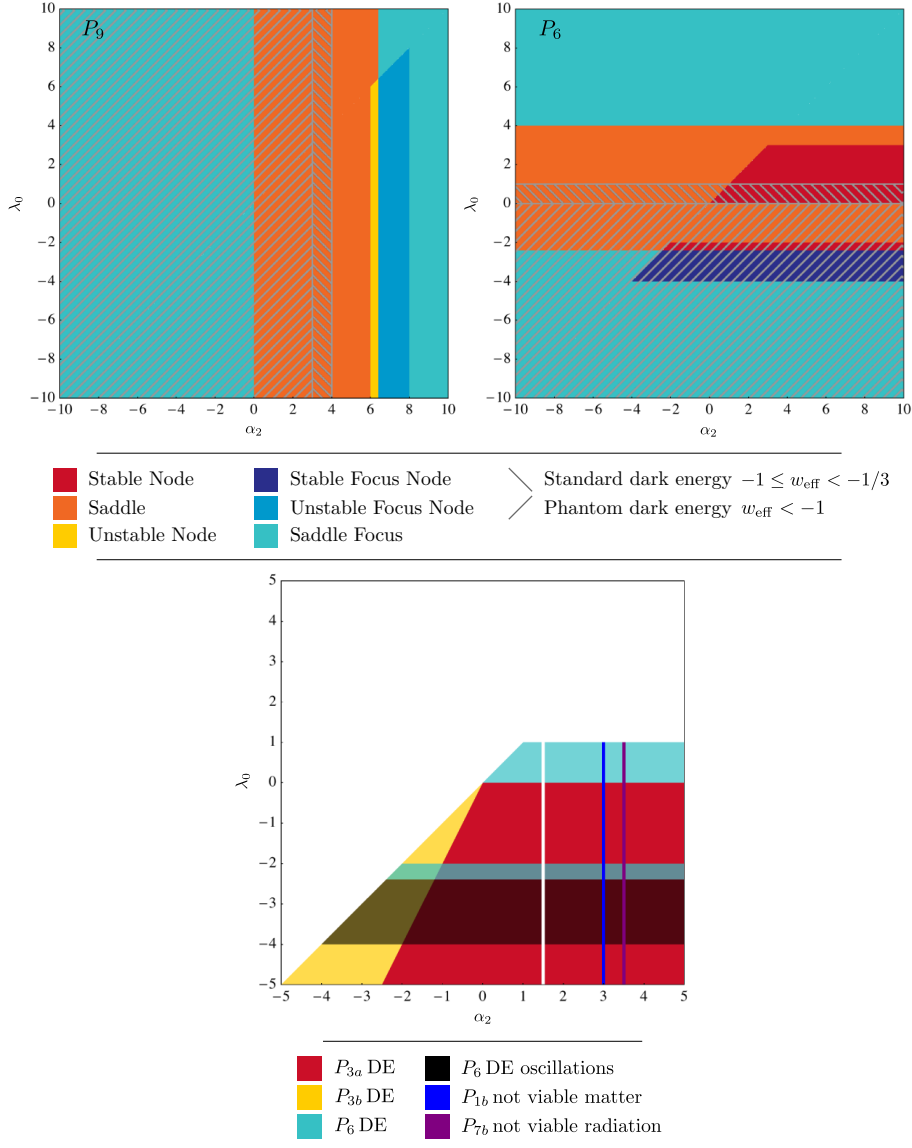 P9
10
8
6
4
2
0
−2
−4
−6
−8
−10
λ0
−10 −8 −6 −4 −2 0 2 4 6 8 10
α2
P6
10
8
6
4
2
0
−2
−4
−6
−8
−10
λ0
−10 −8 −6 −4 −2 0 2 4 6 8 10
α2
Stable Node
Saddle
Unstable Node
Stable Focus Node
Unstable Focus Node
Saddle Focus
Standard dark energy −1 ≤ weff < −1/3
Phantom dark energy weff < −1
5
4
3
2
1
0
−1
−2
−3
−4
−5
λ0
−5 −4 −3 −2 −1 0 1 2 3 4 5
α2
P3a DE
P3b DE
P6 DE
P6 DE oscillations
P1b not viable matter
P7b not viable radiation